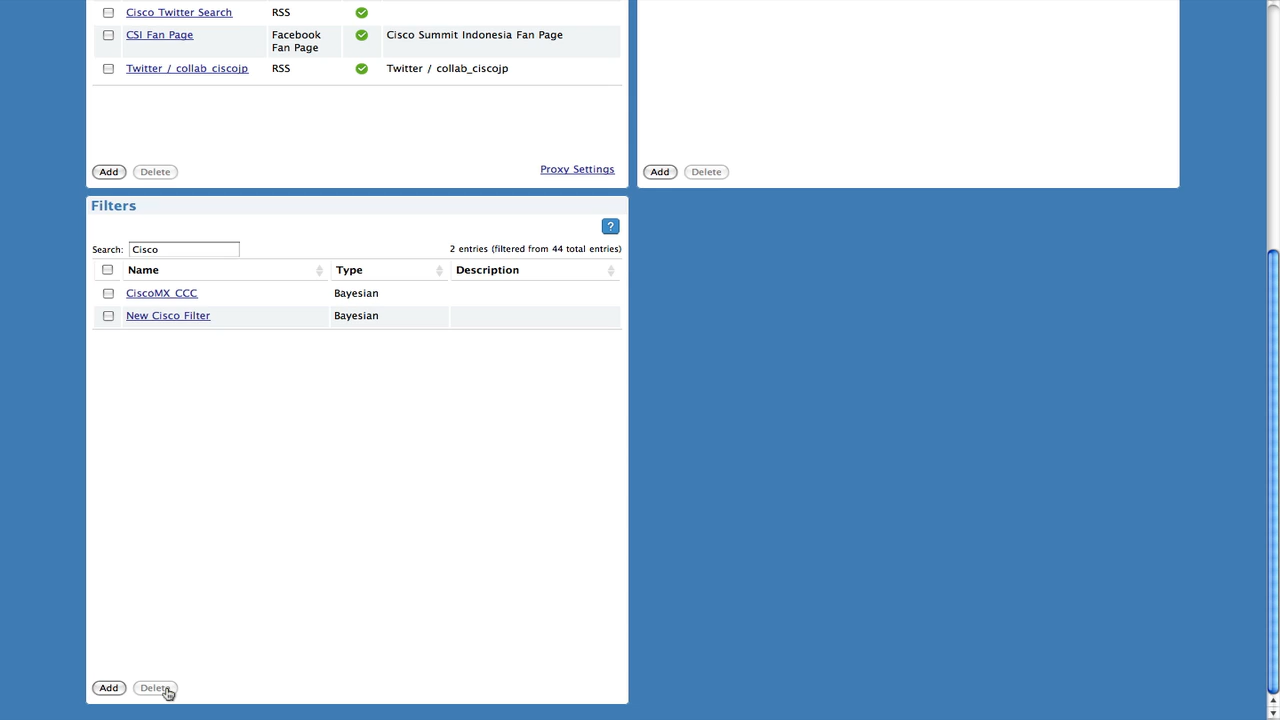 Cisco Twitter Search RSS
CSI Fan Page Facebook Fan Page Cisco Summit Indonesia Fan Page
Twitter / collab_ciscojp RSS Twitter / collab_ciscojp
Add Delete Proxy Settings
Add Delete
Filters
?
Search: Cisco 2 entries (filtered from 44 total entries)
Name Type Description
CiscoMX_CCC Bayesian
New Cisco Filter Bayesian
Add Delete